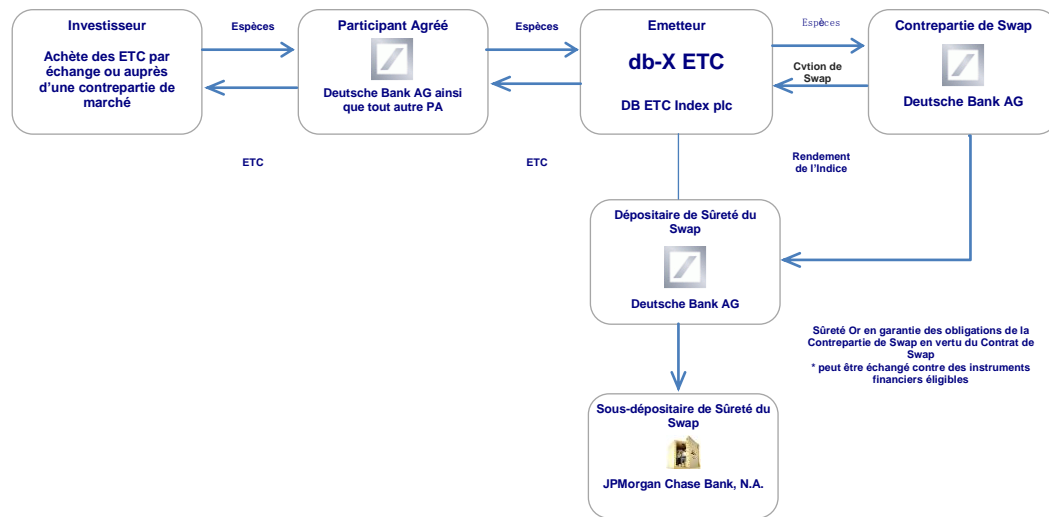 Investisseur
Achète des ETC par
échange ou auprès
d'une contrepartie de
marché
Espèces
ETC
Participant Agréé
Deutsche Bank AG ainsi
que tout autre PA
Espèces
ETC
Emetteur
db-X ETC
DB ETC Index plc
Espèces
Cvtion de
Swap
Rendement
de l'Indice
Contrepartie de Swap
Deutsche Bank AG
Dépositaire de Sûreté du
Swap
Deutsche Bank AG
Sûreté Or en garantie des obligations de la
Contrepartie de Swap en vertu du Contrat de
Swap
* peut être échangé contre des instruments
financiers éligibles
Sous-dépositaire de Sûreté du
Swap
JPMorgan Chase Bank, N.A.